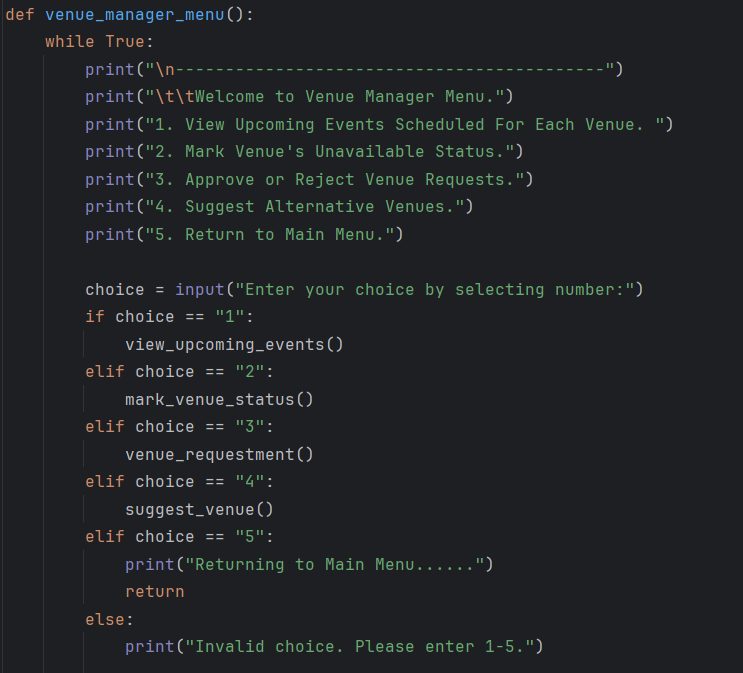 def venue_manager_menu():
    while True:
        print("\n-------------------------------------------")
        print("\t\tWelcome to Venue Manager Menu.")
        print("1. View Upcoming Events Scheduled For Each Venue. ")
        print("2. Mark Venue's Unavailable Status.")
        print("3. Approve or Reject Venue Requests.")
        print("4. Suggest Alternative Venues.")
        print("5. Return to Main Menu.")

        choice = input("Enter your choice by selecting number:")
        if choice == "1":
            view_upcoming_events()
        elif choice == "2":
            mark_venue_status()
        elif choice == "3":
            venue_requestment()
        elif choice == "4":
            suggest_venue()
        elif choice == "5":
            print("Returning to Main Menu......")
            return
        else:
            print("Invalid choice. Please enter 1-5.")